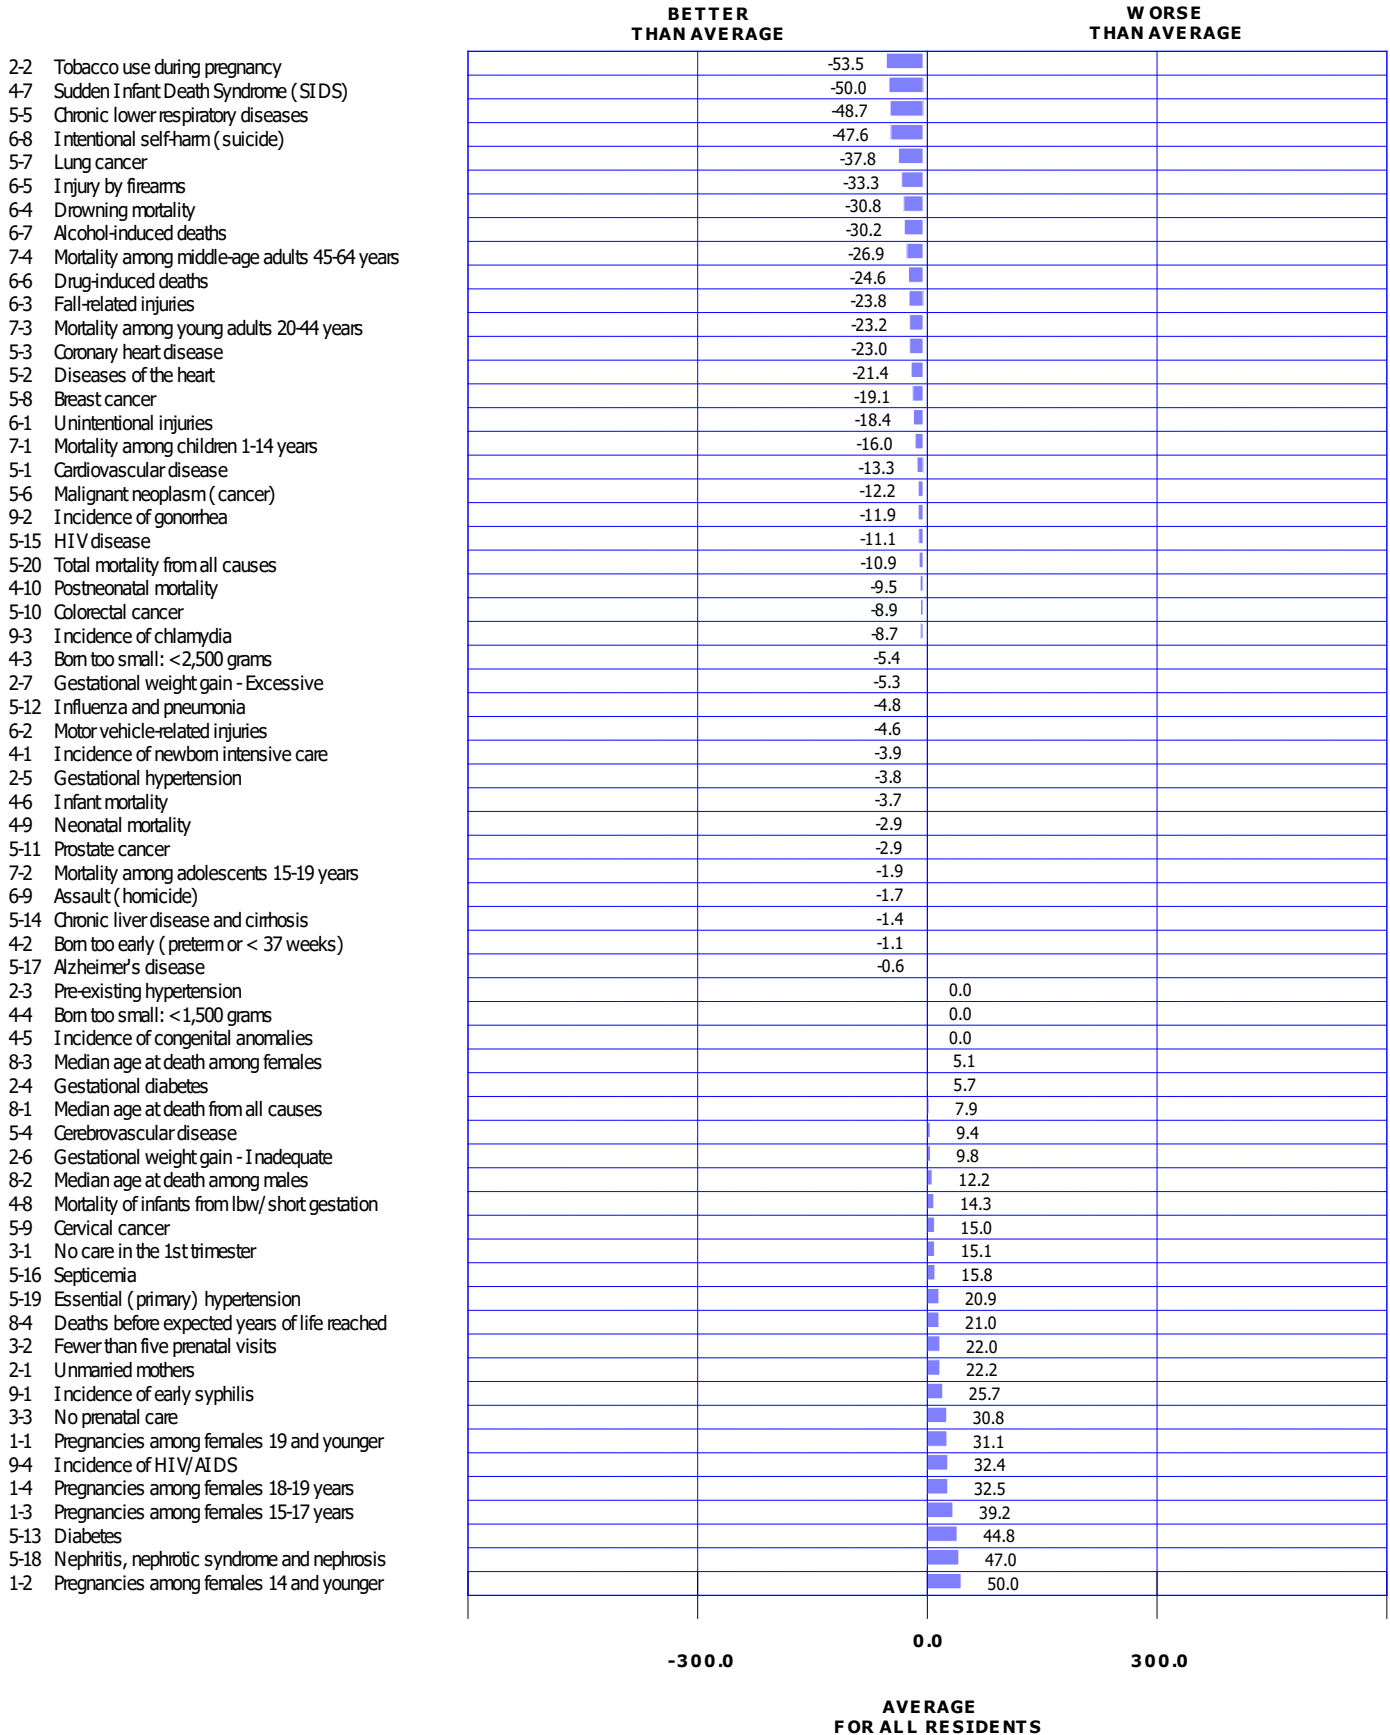 BETTER THAN AVERAGE
WORSE THAN AVERAGE
2-2 Tobacco use during pregnancy -53.5
4-7 Sudden Infant Death Syndrome (SIDS) -50.0
5-5 Chronic lower respiratory diseases -48.7
6-8 Intentional self-harm (suicide) -47.6
5-7 Lung cancer -37.8
6-5 Injury by firearms -33.3
6-4 Drowning mortality -30.8
6-7 Alcohol-induced deaths -30.2
7-4 Mortality among middle-age adults 45-64 years -26.9
6-6 Drug-induced deaths -24.6
6-3 Fall-related injuries -23.8
7-3 Mortality among young adults 20-44 years -23.2
5-3 Coronary heart disease -23.0
5-2 Diseases of the heart -21.4
5-8 Breast cancer -19.1
6-1 Unintentional injuries -18.4
7-1 Mortality among children 1-14 years -16.0
5-1 Cardiovascular disease -13.3
5-6 Malignant neoplasm (cancer) -12.2
9-2 Incidence of gonorrhea -11.9
5-15 HIV disease -11.1
5-20 Total mortality from all causes -10.9
4-10 Postneonatal mortality -9.5
5-10 Colorectal cancer -8.9
9-3 Incidence of chlamydia -8.7
4-3 Born too small: <2,500 grams -5.4
2-7 Gestational weight gain - Excessive -5.3
5-12 Influenza and pneumonia -4.8
6-2 Motor vehicle-related injuries -4.6
4-1 Incidence of newborn intensive care -3.9
2-5 Gestational hypertension -3.8
4-6 Infant mortality -3.7
4-9 Neonatal mortality -2.9
5-11 Prostate cancer -2.9
7-2 Mortality among adolescents 15-19 years -1.9
6-9 Assault (homicide) -1.7
5-14 Chronic liver disease and cirrhosis -1.4
4-2 Born too early (preterm or < 37 weeks) -1.1
5-17 Alzheimer's disease -0.6
2-3 Pre-existing hypertension 0.0
4-4 Born too small: <1,500 grams 0.0
4-5 Incidence of congenital anomalies 0.0
8-3 Median age at death among females 5.1
2-4 Gestational diabetes 5.7
8-1 Median age at death from all causes 7.9
5-4 Cerebrovascular disease 9.4
2-6 Gestational weight gain - Inadequate 9.8
8-2 Median age at death among males 12.2
4-8 Mortality of infants from lbw/short gestation 14.3
5-9 Cervical cancer 15.0
3-1 No care in the 1st trimester 15.1
5-16 Septicemia 15.8
5-19 Essential (primary) hypertension 20.9
8-4 Deaths before expected years of life reached 21.0
3-2 Fewer than five prenatal visits 22.0
2-1 Unmarried mothers 22.2
9-1 Incidence of early syphilis 25.7
3-3 No prenatal care 30.8
1-1 Pregnancies among females 19 and younger 31.1
9-4 Incidence of HIV/AIDS 32.4
1-4 Pregnancies among females 18-19 years 32.5
1-3 Pregnancies among females 15-17 years 39.2
5-13 Diabetes 44.8
5-18 Nephritis, nephrotic syndrome and nephrosis 47.0
1-2 Pregnancies among females 14 and younger 50.0
0.0
-300.0 300.0
AVERAGE
FOR ALL RESIDENTS